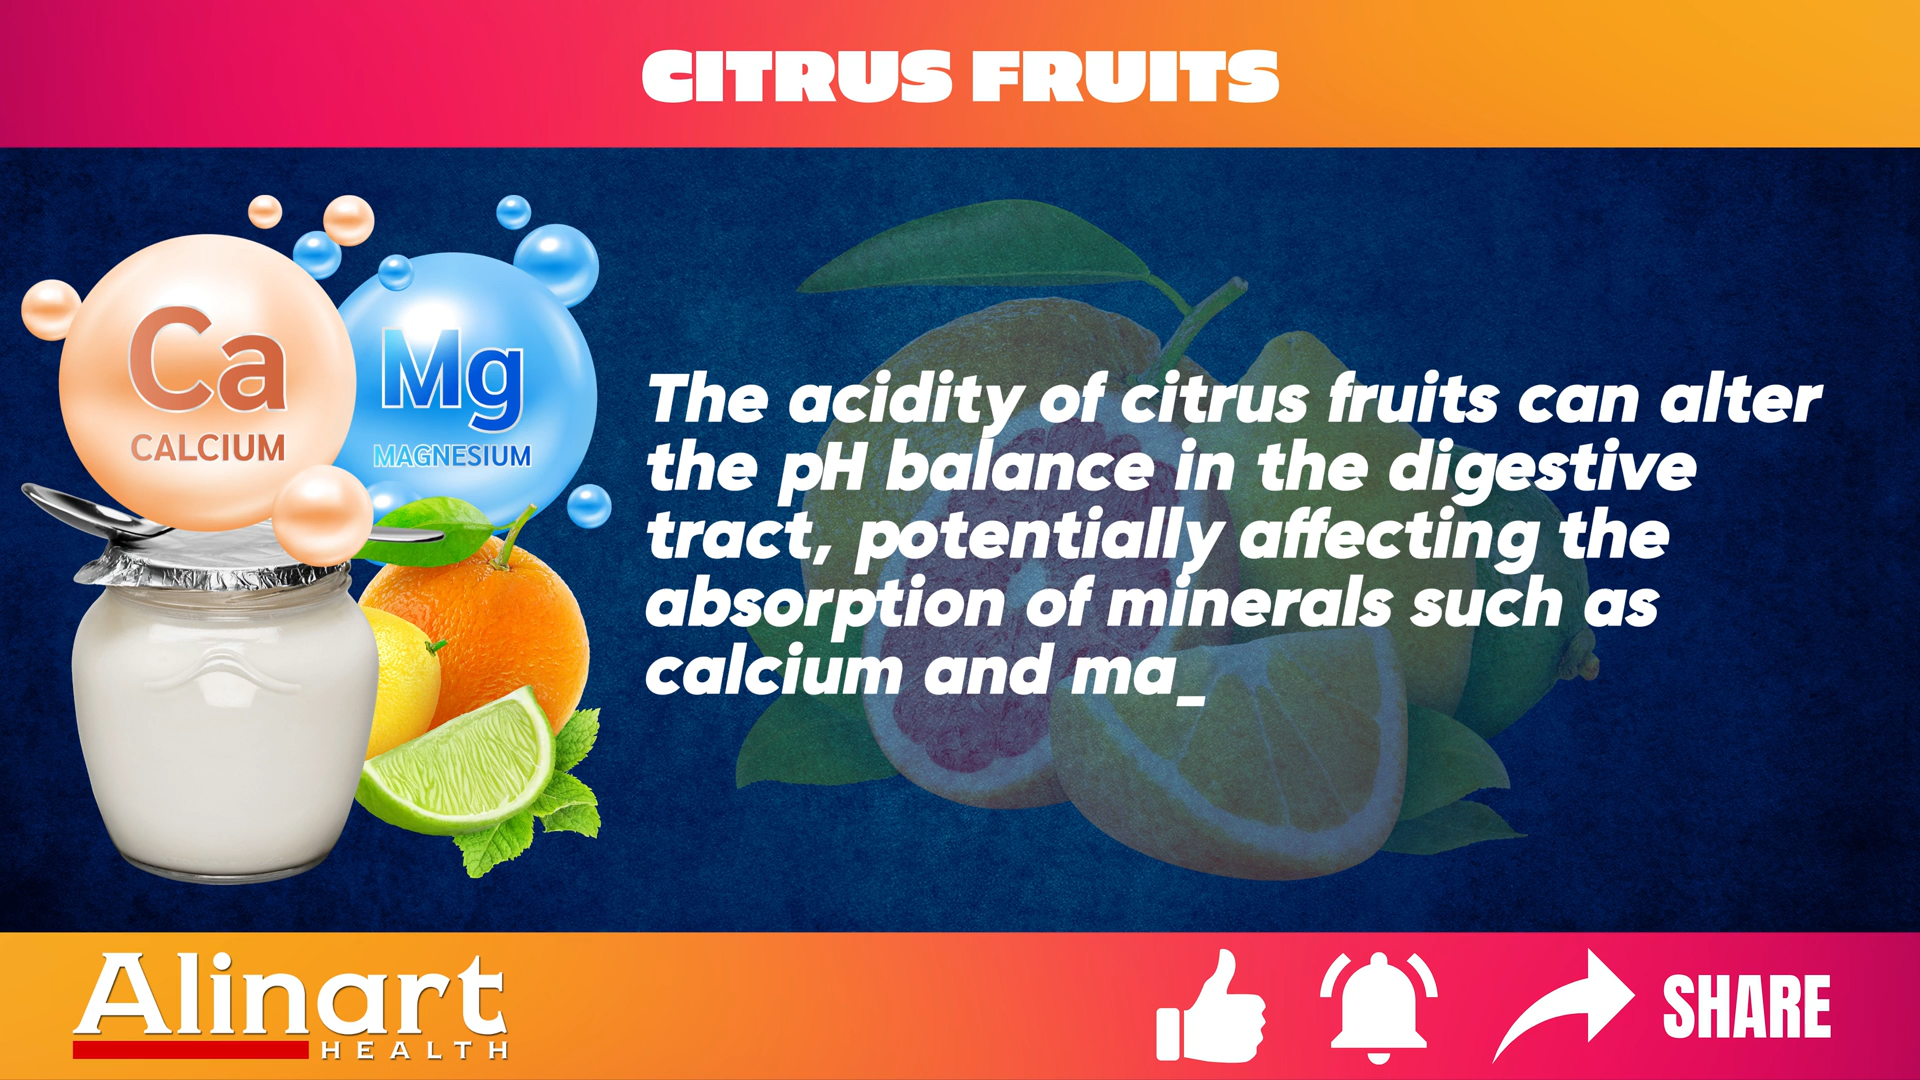 CITRUS FRUITS
Ca
CALCIUM
Mg
MAGNESIUM
The acidity of citrus fruits can alter
the pH balance in the digestive
tract, potentially affecting the
absorption of minerals such as
calcium and ma_
Alinart
HEALTH
SHARE